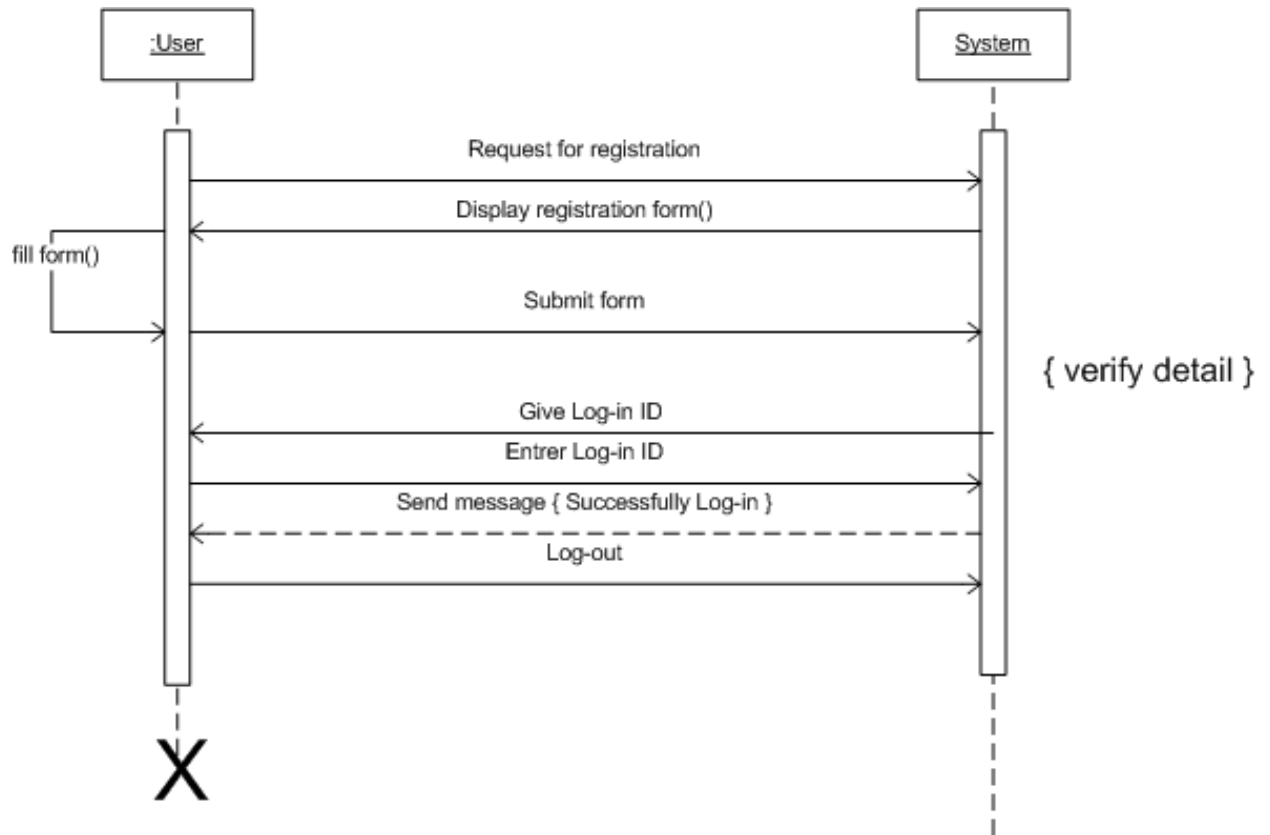 :User
System
Request for registration
Display registration form()
fill form()
Submit form
{ verify detail }
Give Log-in ID
Entrer Log-in ID
Send message { Successfully Log-in }
Log-out
X